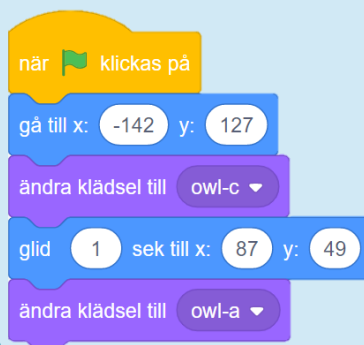 när klickas på
gå till x: -142 y: 127
ändra klädsel till owl-c
glid 1 sek till x: 87 y: 49
ändra klädsel till owl-a